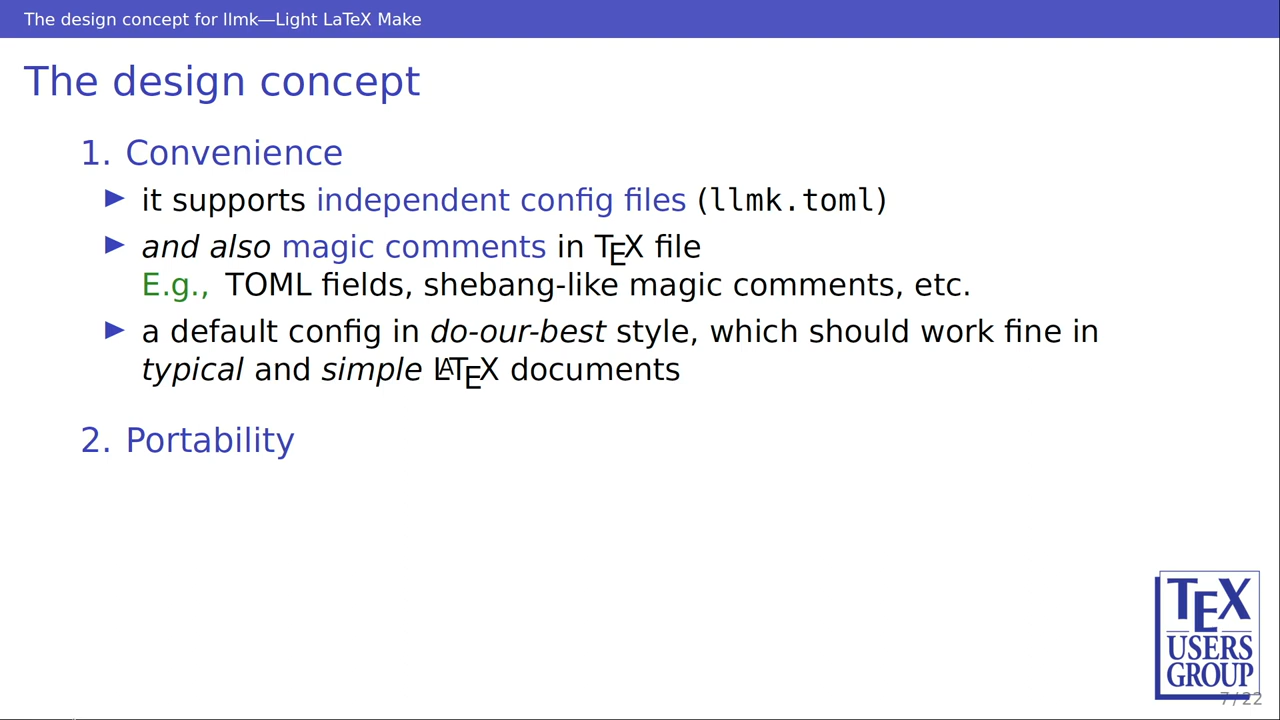 The design concept for llmk—Light LaTeX Make
The design concept
1. Convenience
▶ it supports independent config files (llmk.toml)
▶ and also magic comments in TEX file
E.g., TOML fields, shebang-like magic comments, etc.
▶ a default config in do-our-best style, which should work fine in
typical and simple LATEX documents
2. Portability
TEX
USERS
GROUP
7/22